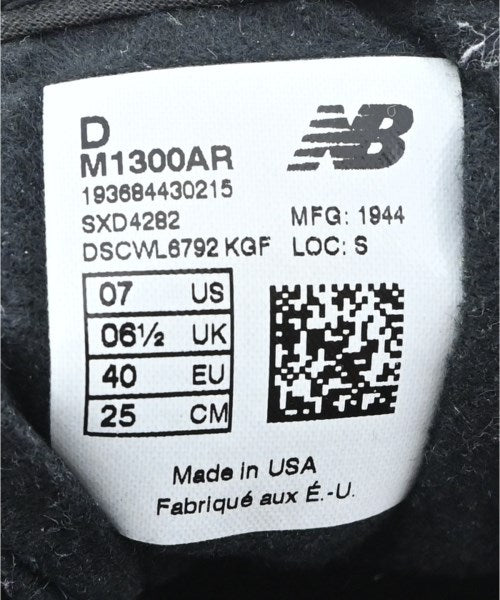 D
NB
M1300AR
193684430215
SXD4282
MFG: 1944
DSCWL6792 KGF
LOC: S
07 US
06½ UK
40 EU
25 CM
Made in USA
Fabriqué aux É.-U.